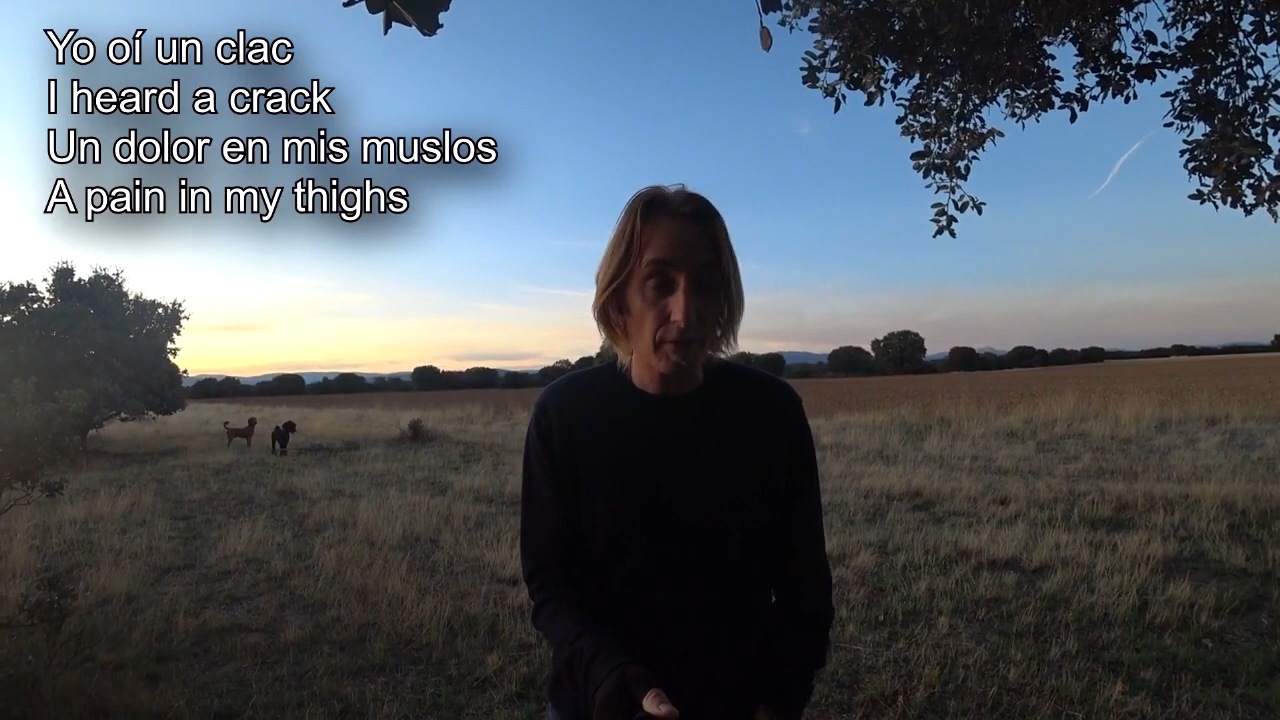 Yo oí un clac
I heard a crack
Un dolor en mis muslos
A pain in my thighs